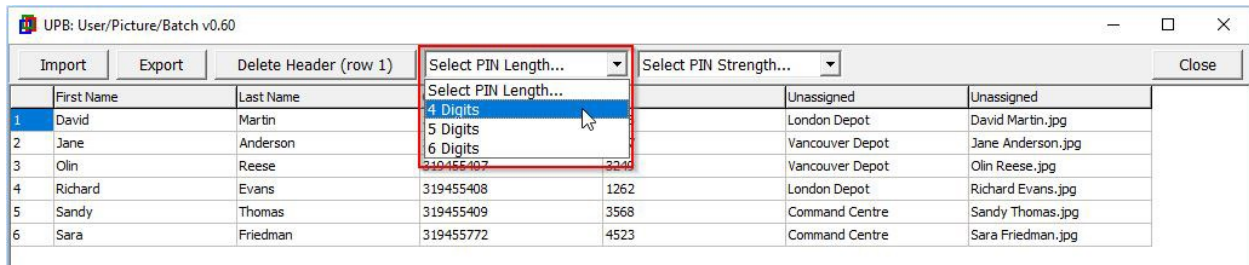 UPB: User/Picture/Batch v0.60
Import Export Delete Header (row 1) Select PIN Length... Select PIN Strength... Close
Select PIN Length...
4 Digits
5 Digits
6 Digits
First Name Last Name Unassigned Unassigned
1 David Martin London Depot David Martin.jpg
2 Jane Anderson Vancouver Depot Jane Anderson.jpg
3 Olin Reese 319455407 3249 Vancouver Depot Olin Reese.jpg
4 Richard Evans 319455408 1262 London Depot Richard Evans.jpg
5 Sandy Thomas 319455409 3568 Command Centre Sandy Thomas.jpg
6 Sara Friedman 319455772 4523 Command Centre Sara Friedman.jpg